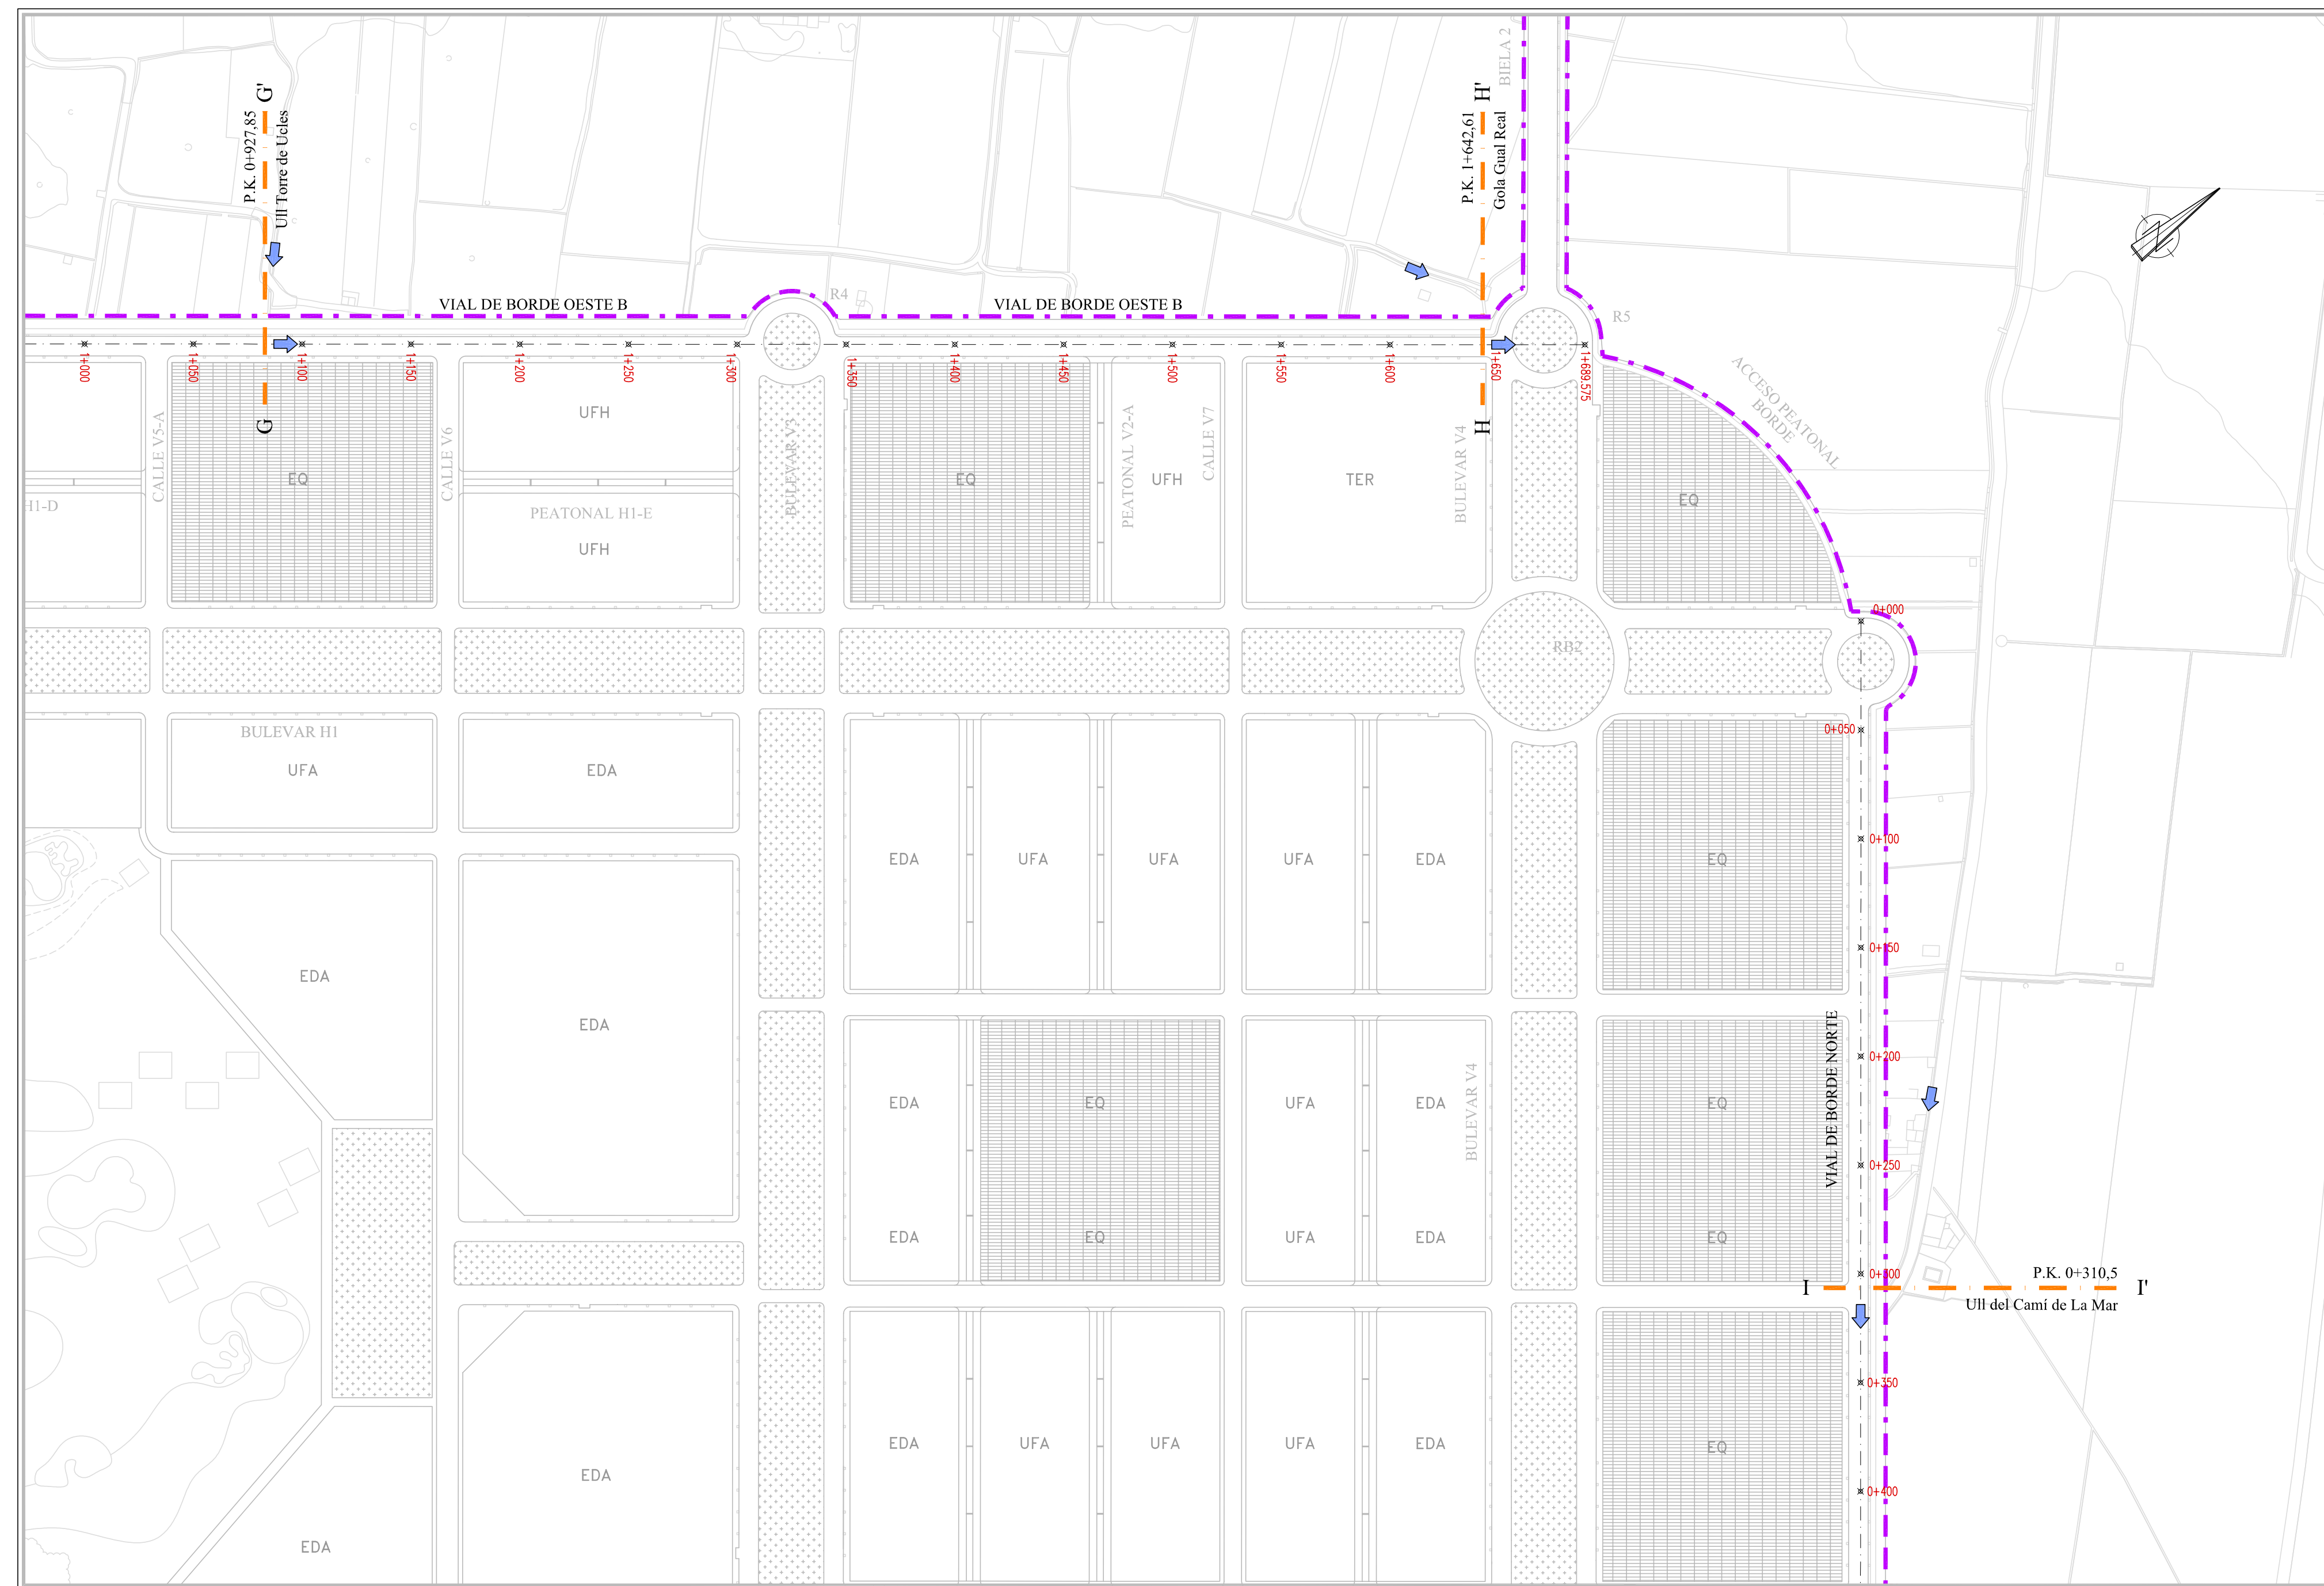 G'
P.K. 0+927,85
Ull Torre de Ucles
G
H'
P.K. 1+642,61
Gola Gual Real
H
BIELA 2
VIAL DE BORDE OESTE B
R4
VIAL DE BORDE OESTE B
R5
ACCESO PEATONAL
BORDE
1+000
1+050
1+100
1+150
1+200
1+250
1+300
1+350
1+400
1+450
1+500
1+550
1+600
1+650
1+689.575
H1-D
CALLE V5-A
EQ
CALLE V6
UFH
PEATONAL H1-E
UFH
BULEVAR V3
EQ
PEATONAL V2-A
UFH
CALLE V7
TER
BULEVAR V4
EQ
RB2
0+000
0+050
0+100
0+150
0+200
0+250
0+300
0+350
0+400
BULEVAR H1
UFA
EDA
EDA
UFA
UFA
UFA
EDA
EQ
EDA
EDA
EDA
EQ
UFA
EDA
BULEVAR V4
EQ
VIAL DE BORDE NORTE
EDA
EQ
UFA
EDA
EQ
I
P.K. 0+310,5
Ull del Camí de La Mar
I'
EDA
EDA
EDA
UFA
UFA
UFA
EDA
EQ